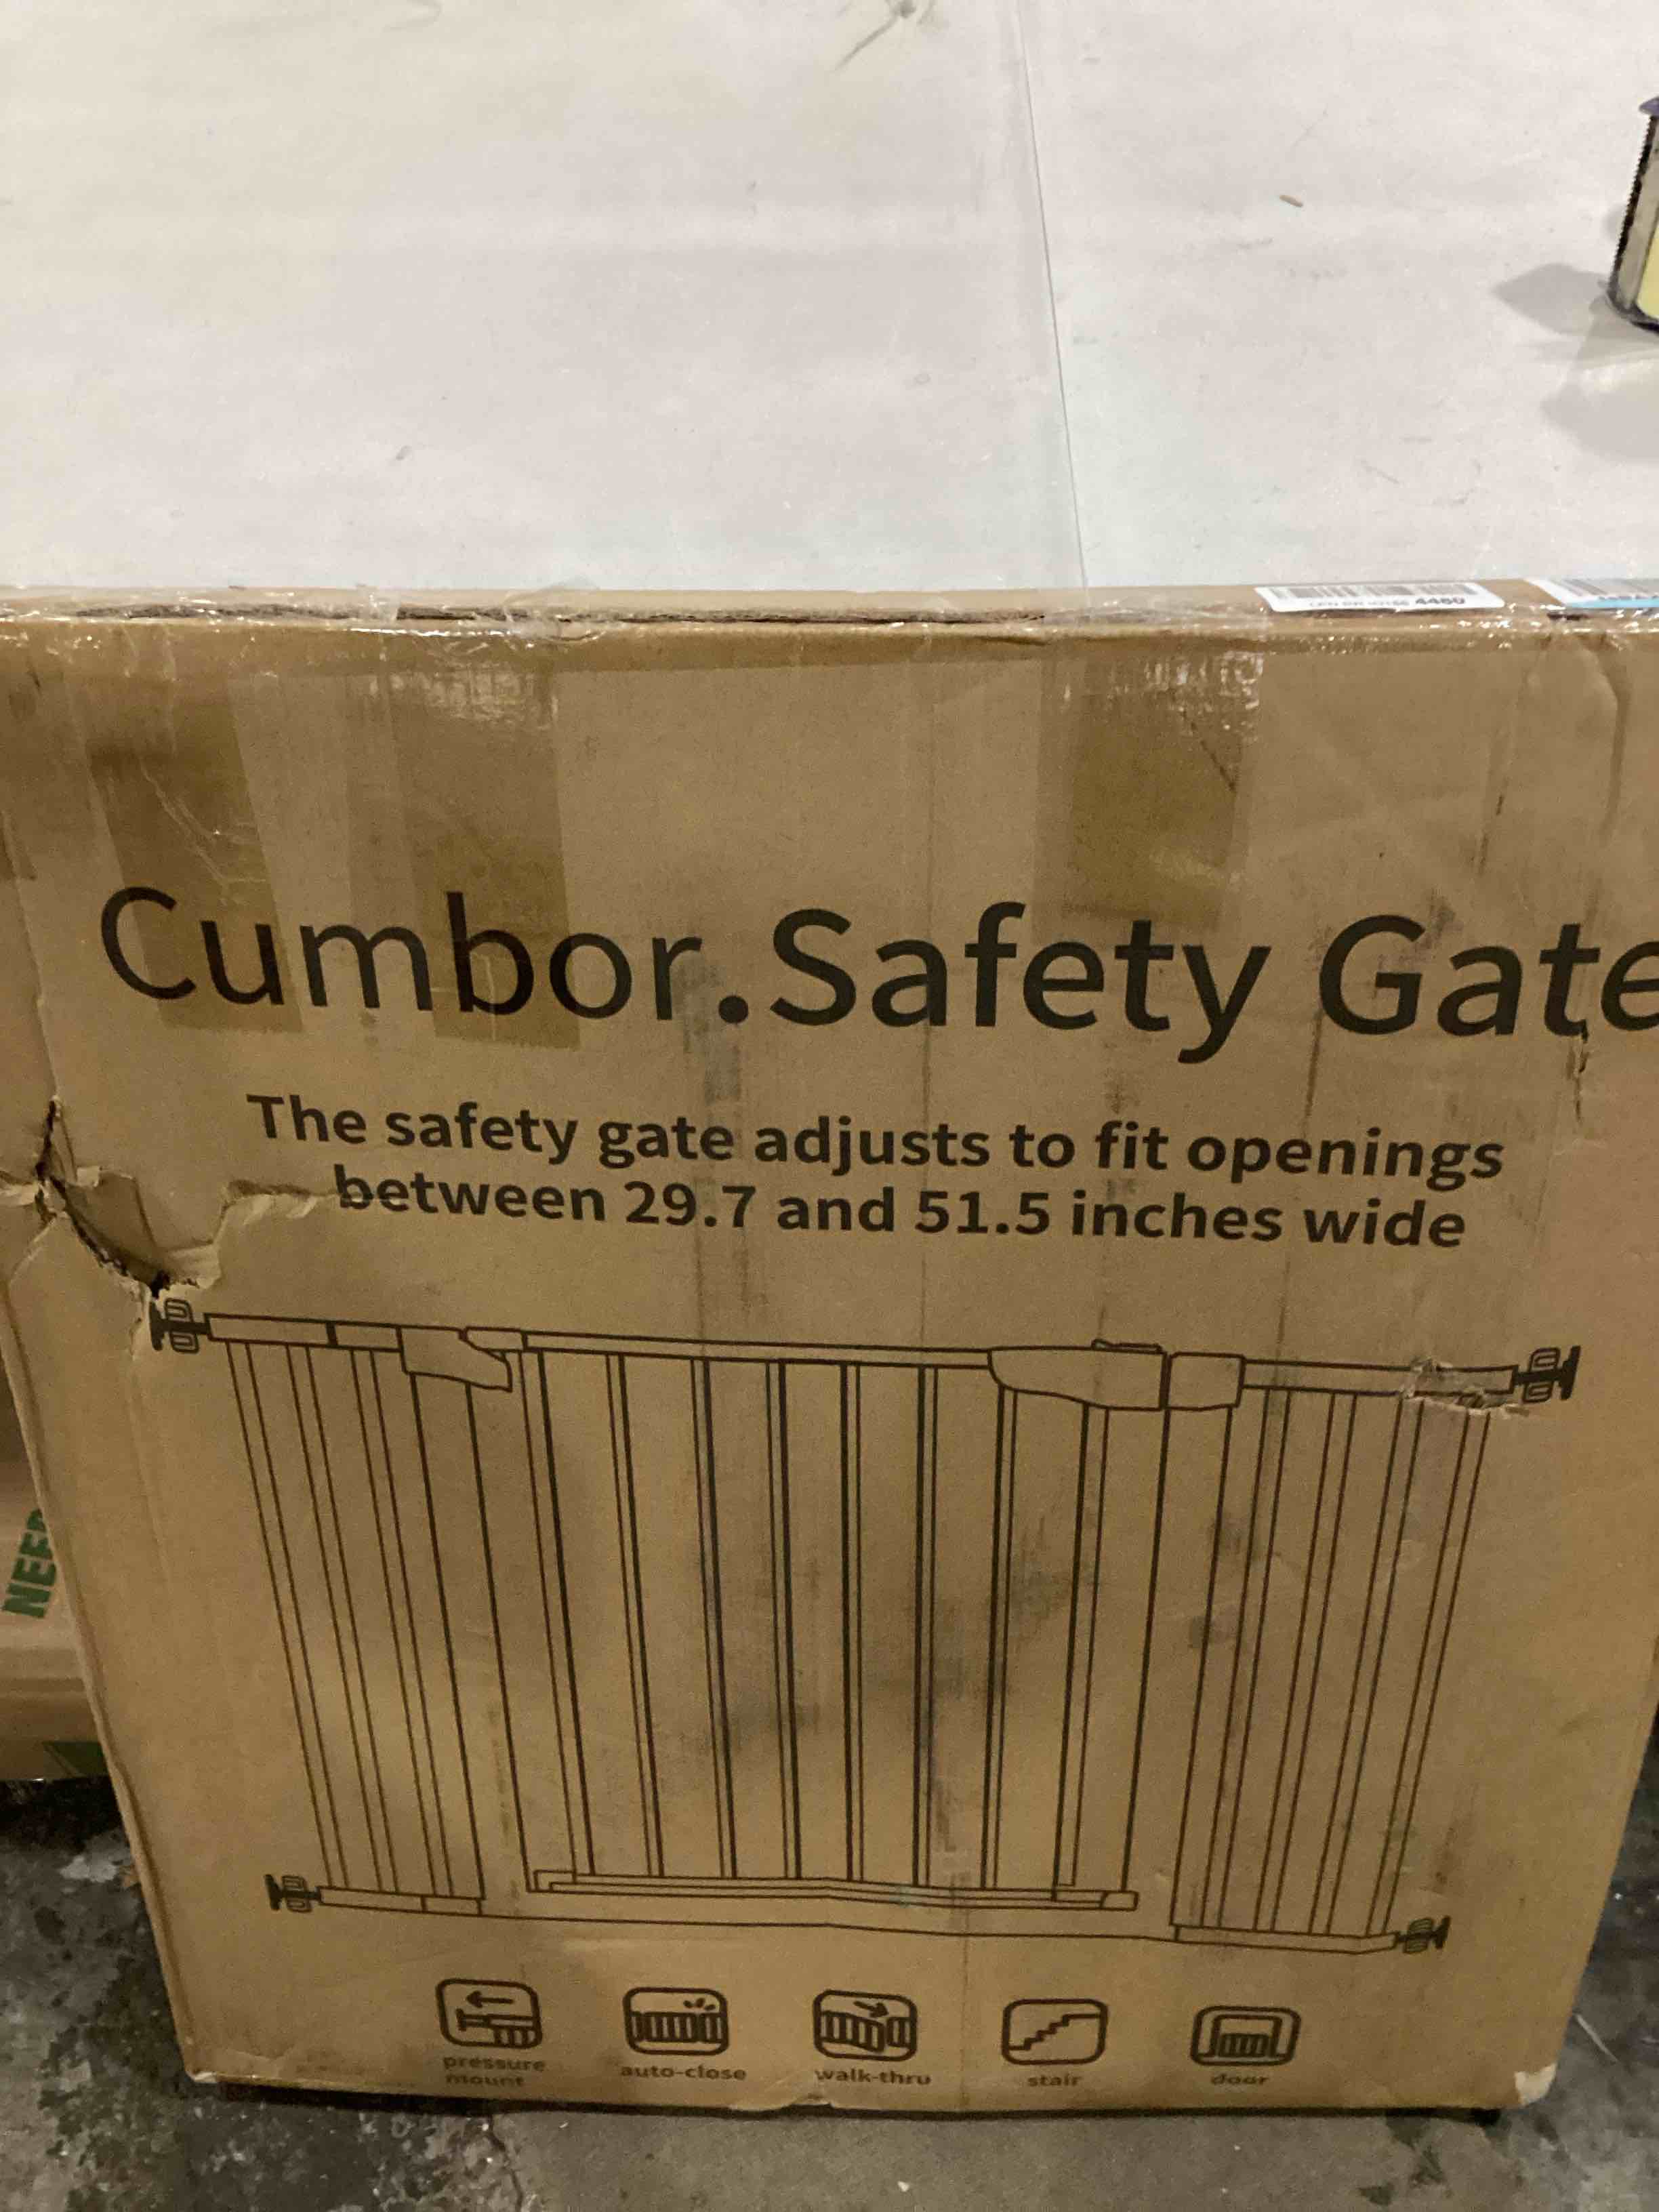 4460
Cumbor.Safety Gate
The safety gate adjusts to fit openings
between 29.7 and 51.5 inches wide
pressure
mount
auto-close
walk-thru
stair
door